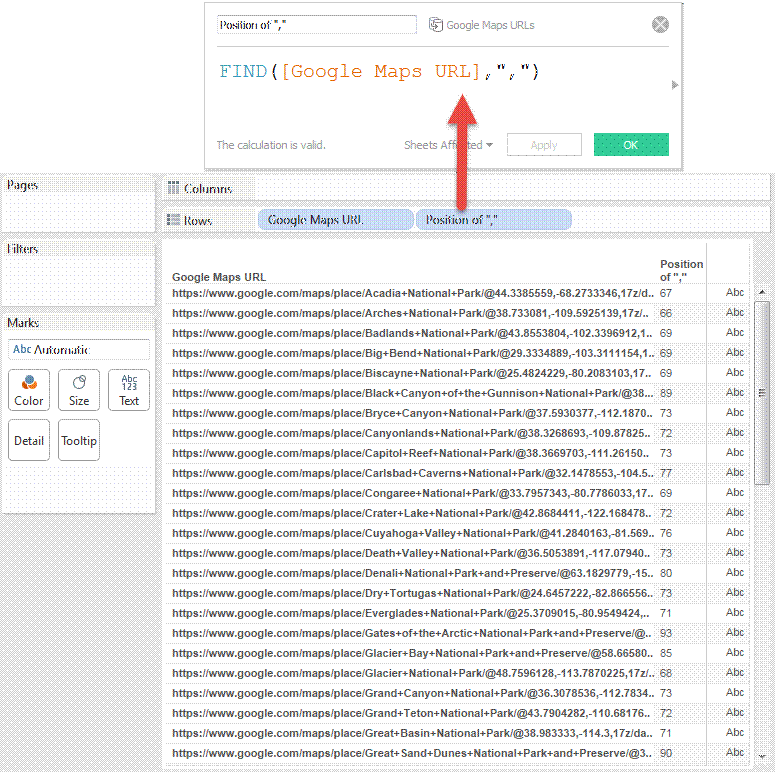 Position of "," Google Maps URLs
FIND([Google Maps URL],",")
The calculation is valid. Sheets Affected Apply OK
Pages
Columns
Rows Google Maps URL Position of ","
Filters
Google Maps URL Position of ","
https://www.google.com/maps/place/Acadia+National+Park/@44.3385559,-68.2733346,17z/d.. 67 Abc
https://www.google.com/maps/place/Arches+National+Park/@38.733081,-109.5925139,17z/.. 66 Abc
Marks
https://www.google.com/maps/place/Badlands+National+Park/@43.8553804,-102.3396912,1.. 69 Abc
Abc Automatic
https://www.google.com/maps/place/Big+Bend+National+Park/@29.3334889,-103.3111154,1.. 69 Abc
https://www.google.com/maps/place/Biscayne+National+Park/@25.4824229,-80.2083103,17.. 69 Abc
Abc
123
Color Size Text
https://www.google.com/maps/place/Black+Canyon+of+the+Gunnison+National+Park/@38... 89 Abc
https://www.google.com/maps/place/Bryce+Canyon+National+Park/@37.5930377,-112.1870.. 73 Abc
https://www.google.com/maps/place/Canyonlands+National+Park/@38.3268693,-109.87825.. 72 Abc
Detail Tooltip
https://www.google.com/maps/place/Capitol+Reef+National+Park/@38.3669703,-111.26150.. 73 Abc
https://www.google.com/maps/place/Carlsbad+Caverns+National+Park/@32.1478553,-104.5.. 77 Abc
https://www.google.com/maps/place/Congaree+National+Park/@33.7957343,-80.7786033,17.. 69 Abc
https://www.google.com/maps/place/Crater+Lake+National+Park/@42.8684411,-122.168478.. 72 Abc
https://www.google.com/maps/place/Cuyahoga+Valley+National+Park/@41.2840163,-81.569... 76 Abc
https://www.google.com/maps/place/Death+Valley+National+Park/@36.5053891,-117.07940.. 73 Abc
https://www.google.com/maps/place/Denali+National+Park+and+Preserve/@63.1829779,-15.. 80 Abc
https://www.google.com/maps/place/Dry+Tortugas+National+Park/@24.6457222,-82.866556.. 73 Abc
https://www.google.com/maps/place/Everglades+National+Park/@25.3709015,-80.9549424,.. 71 Abc
https://www.google.com/maps/place/Gates+of+the+Arctic+National+Park+and+Preserve/@.. 93 Abc
https://www.google.com/maps/place/Glacier+Bay+National+Park+and+Preserve/@58.66580.. 85 Abc
https://www.google.com/maps/place/Glacier+National+Park/@48.7596128,-113.7870225,17z/.. 68 Abc
https://www.google.com/maps/place/Grand+Canyon+National+Park/@36.3078536,-112.7834.. 73 Abc
https://www.google.com/maps/place/Grand+Teton+National+Park/@43.7904282,-110.68176.. 72 Abc
https://www.google.com/maps/place/Great+Basin+National+Park/@38.983333,-114.3,17z/da.. 71 Abc
https://www.google.com/maps/place/Great+Sand+Dunes+National+Park+and+Preserve/@3.. 90 Abc